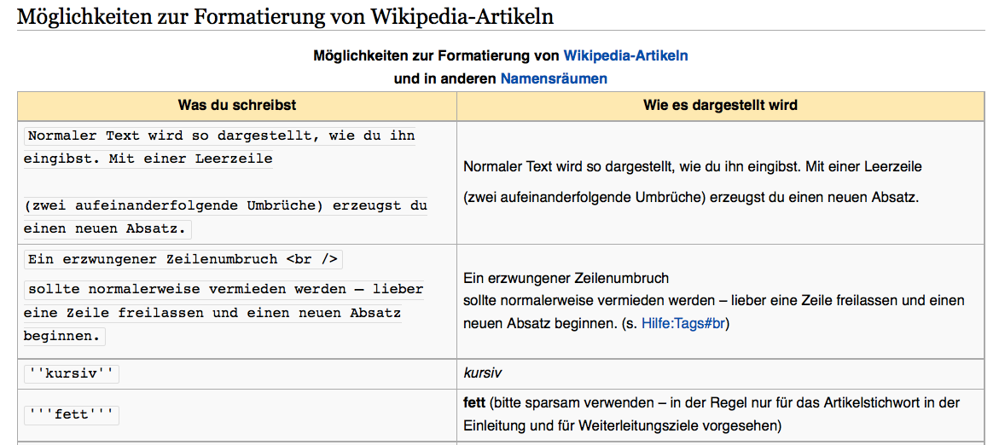 Möglichkeiten zur Formatierung von Wikipedia-Artikeln
Möglichkeiten zur Formatierung von Wikipedia-Artikeln
und in anderen Namensräumen
Was du schreibst
Wie es dargestellt wird
Normaler Text wird so dargestellt, wie du ihn
eingibst. Mit einer Leerzeile
(zwei aufeinanderfolgende Umbrüche) erzeugst du
einen neuen Absatz.
Normaler Text wird so dargestellt, wie du ihn eingibst. Mit einer Leerzeile
(zwei aufeinanderfolgende Umbrüche) erzeugst du einen neuen Absatz.
Ein erzwungener Zeilenumbruch <br />
sollte normalerweise vermieden werden – lieber
eine Zeile freilassen und einen neuen Absatz
beginnen.
Ein erzwungener Zeilenumbruch
sollte normalerweise vermieden werden – lieber eine Zeile freilassen und einen
neuen Absatz beginnen. (s. Hilfe:Tags#br)
''kursiv''
kursiv
'''fett'''
fett (bitte sparsam verwenden – in der Regel nur für das Artikelstichwort in der
Einleitung und für Weiterleitungsziele vorgesehen)